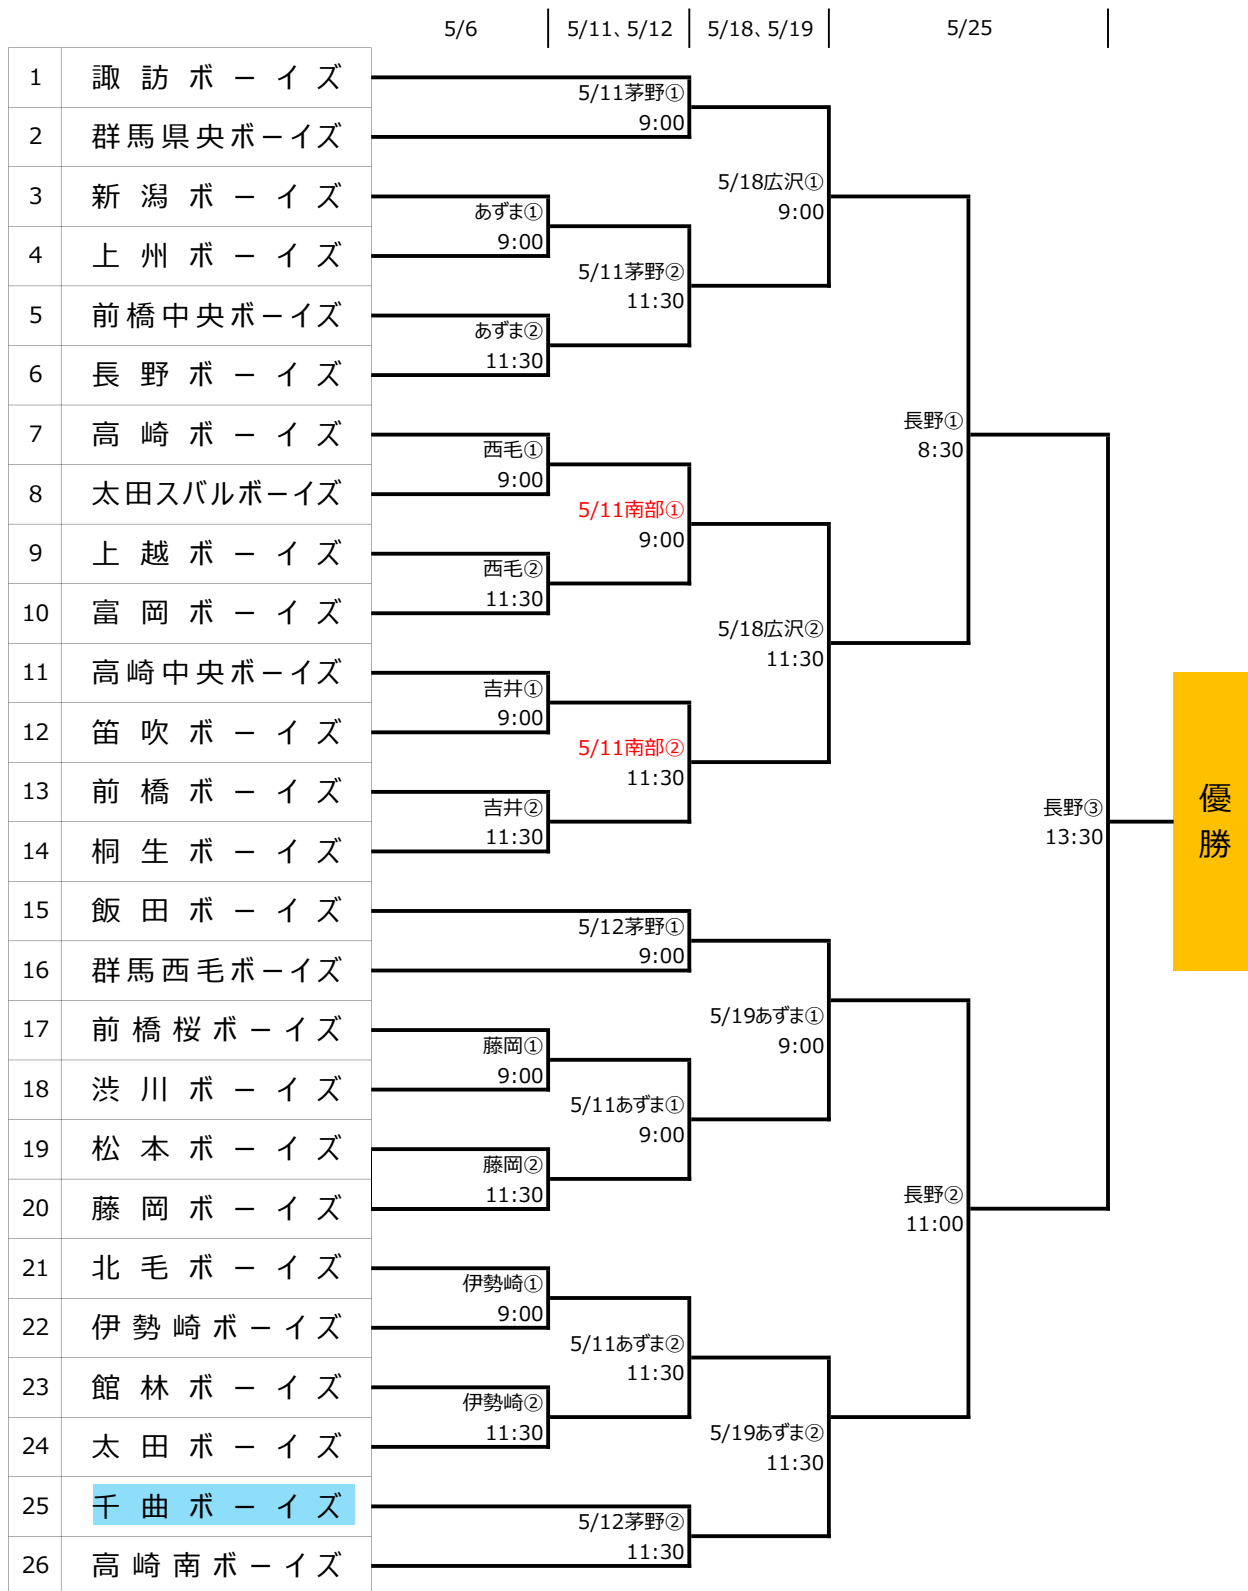 5/6 5/11、5/12 5/18、5/19 5/25
1 諏訪ボーイズ
5/11茅野①
9:00
2 群馬県央ボーイズ
5/18広沢①
9:00
3 新潟ボーイズ
あずま①
9:00
4 上州ボーイズ
5/11茅野②
11:30
5 前橋中央ボーイズ
あずま②
11:30
6 長野ボーイズ
長野①
8:30
7 高崎ボーイズ
西毛①
9:00
8 太田スバルボーイズ
5/11南部①
9:00
9 上越ボーイズ
西毛②
11:30
10 富岡ボーイズ
5/18広沢②
11:30
11 高崎中央ボーイズ
吉井①
9:00
12 笛吹ボーイズ
5/11南部②
11:30
13 前橋ボーイズ
吉井②
11:30
14 桐生ボーイズ
長野③
13:30
優勝
15 飯田ボーイズ
5/12茅野①
9:00
16 群馬西毛ボーイズ
5/19あずま①
9:00
17 前橋桜ボーイズ
藤岡①
9:00
18 渋川ボーイズ
5/11あずま①
9:00
19 松本ボーイズ
藤岡②
11:30
20 藤岡ボーイズ
長野②
11:00
21 北毛ボーイズ
伊勢崎①
9:00
22 伊勢崎ボーイズ
5/11あずま②
11:30
23 館林ボーイズ
伊勢崎②
11:30
24 太田ボーイズ
5/19あずま②
11:30
25 千曲ボーイズ
5/12茅野②
11:30
26 高崎南ボーイズ